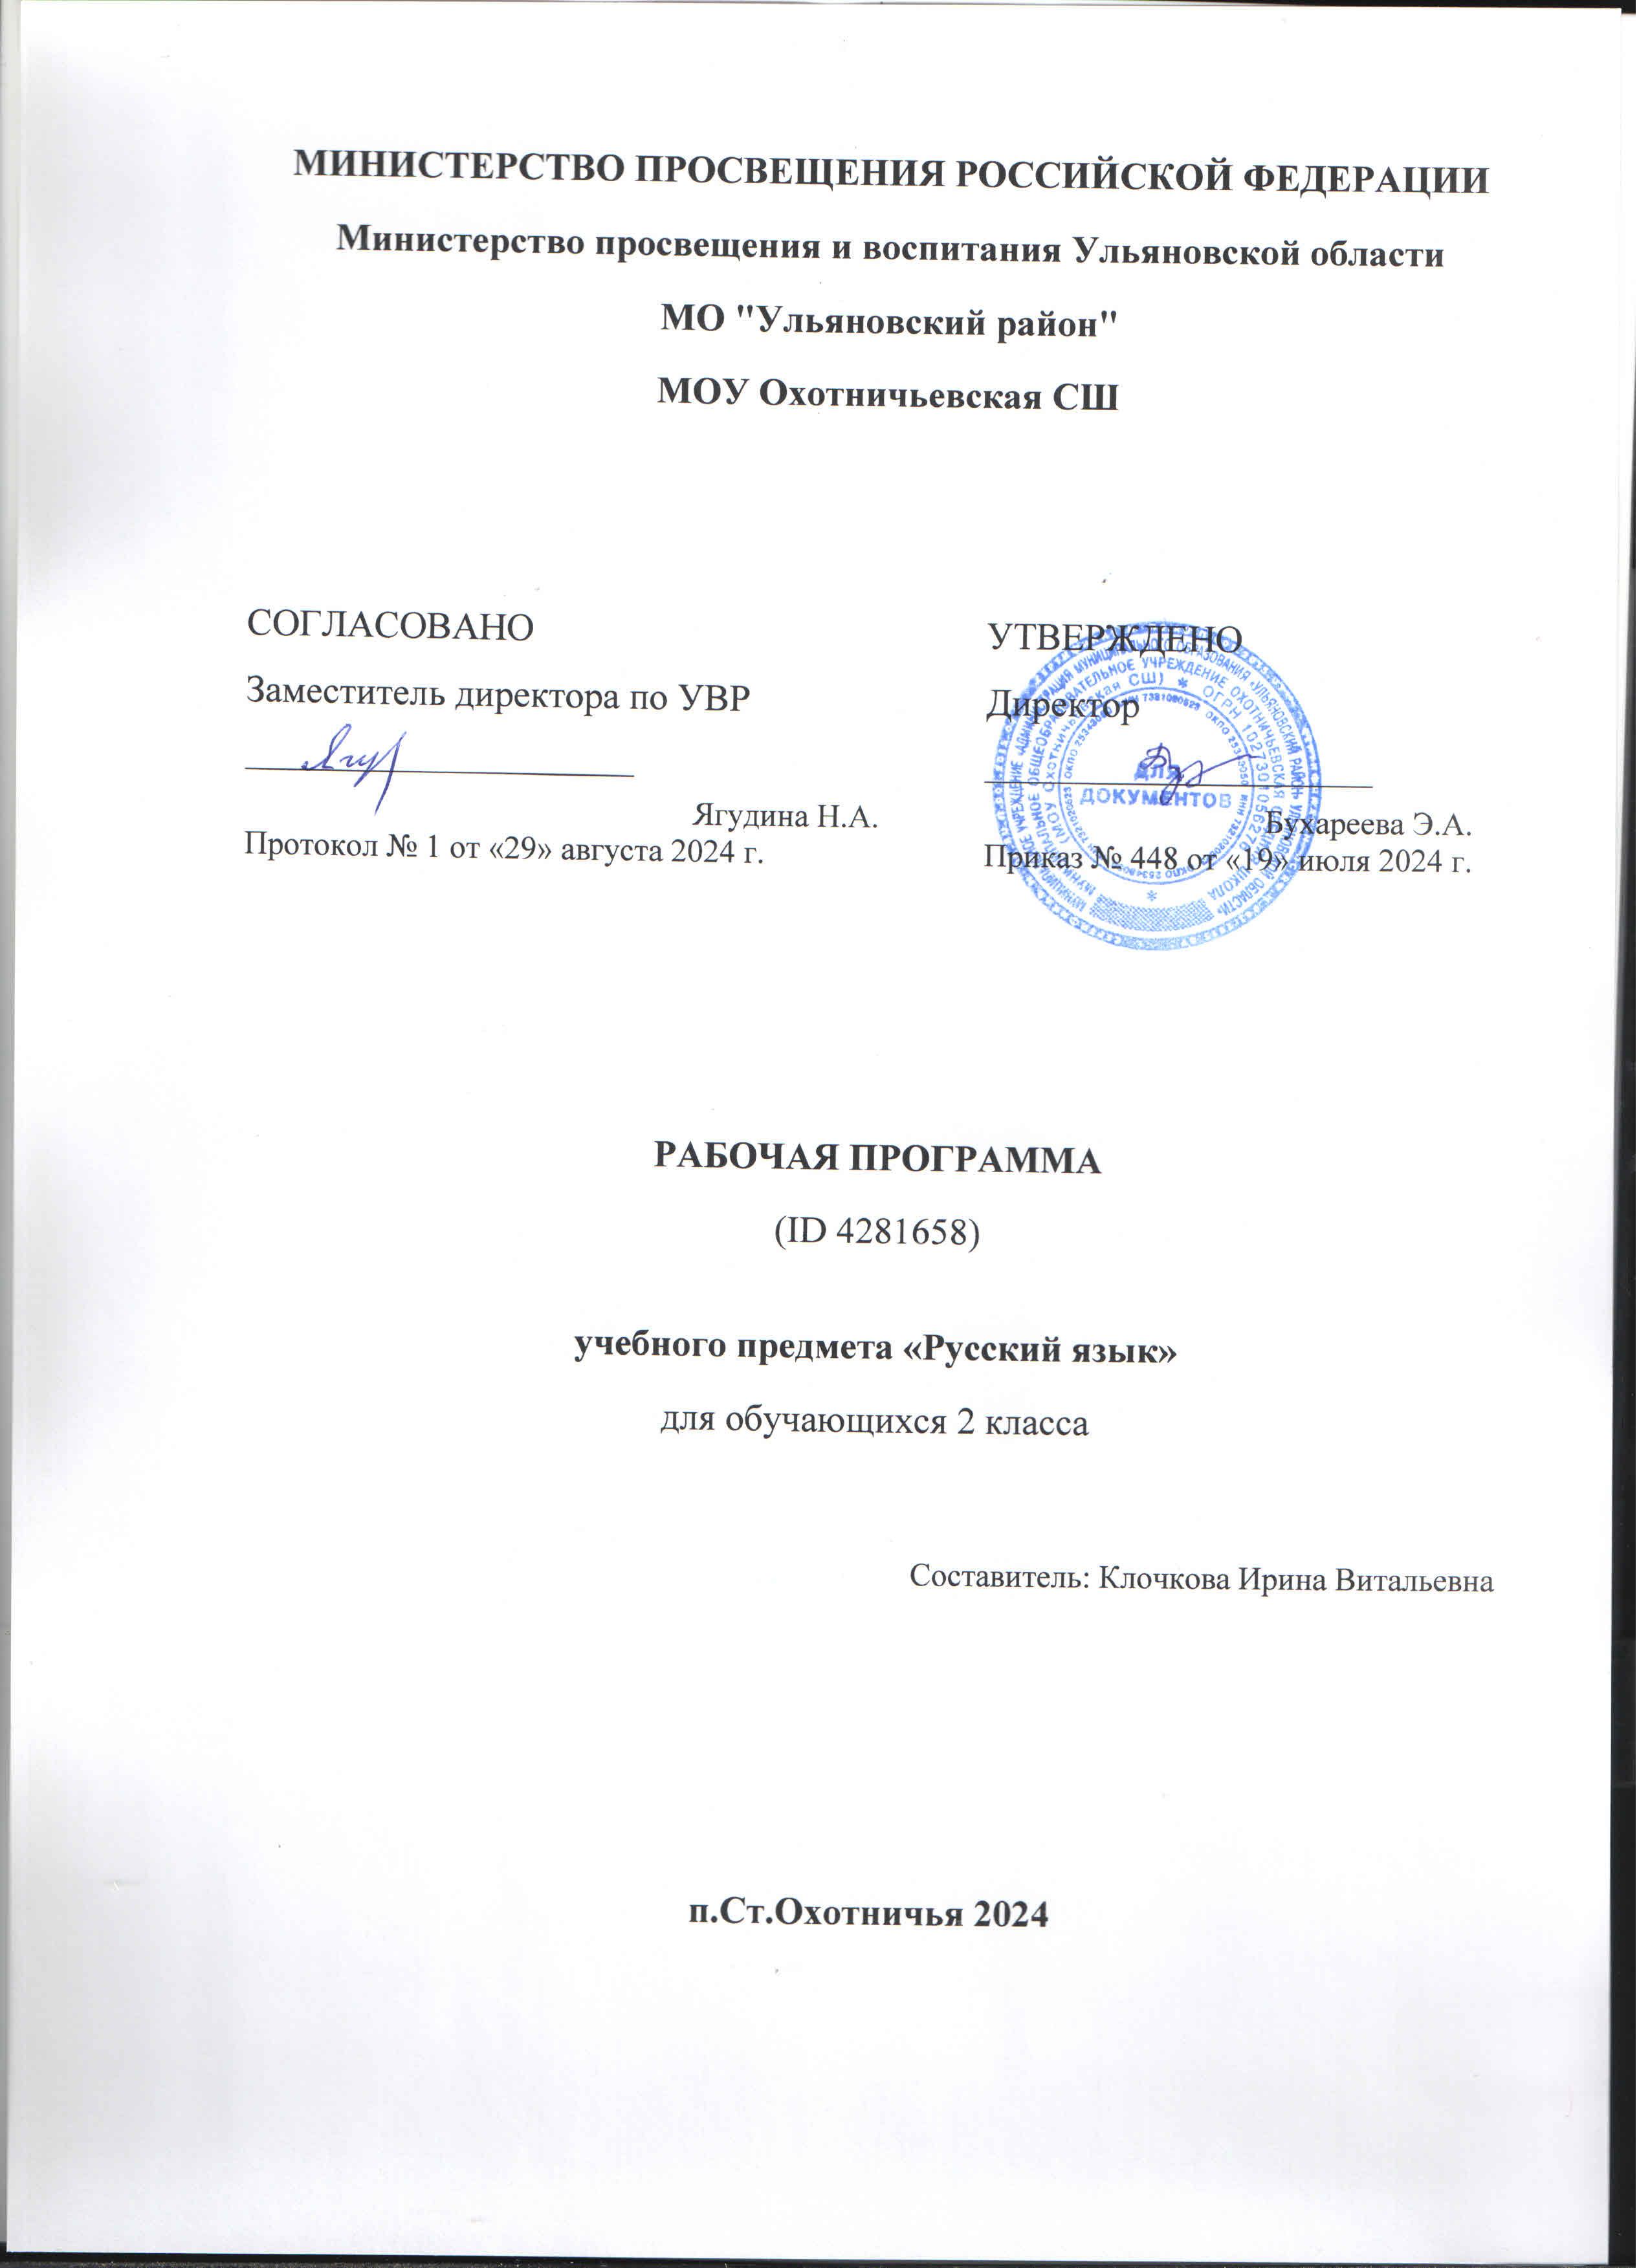 МИНИСТЕРСТВО ПРОСВЕЩЕНИЯ РОССИЙСКОЙ ФЕДЕРАЦИИ
Министерство просвещения и воспитания Ульяновской области
МО "Ульяновский район"
МОУ Охотничьевская СШ
СОГЛАСОВАНО
Заместитель директора по УВР
Ягудина Н.А.
Протокол № 1 от «29» августа 2024 г.
УТВЕРЖДЕНО
Директор
ДЛЯ
ДОКУМЕНТОВ
Бухареева Э.А.
Приказ № 448 от «19» июля 2024 г.
РАБОЧАЯ ПРОГРАММА
(ID 4281658)
учебного предмета «Русский язык»
для обучающихся 2 класса
Составитель: Клочкова Ирина Витальевна
п.Ст.Охотничья 2024